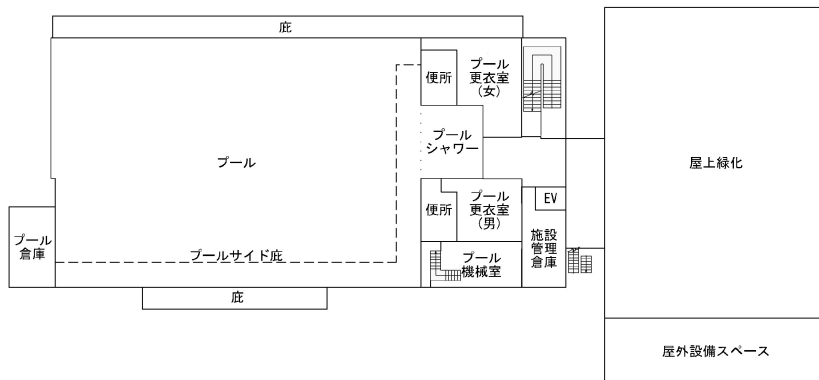 庇
便所
プール
更衣室
(女)
プール
シャワー
プール
屋上緑化
EV
便所
プール
更衣室
(男)
プール
倉庫
プールサイド庇
施設
管理
倉庫
プール
機械室
庇
屋外設備スペース